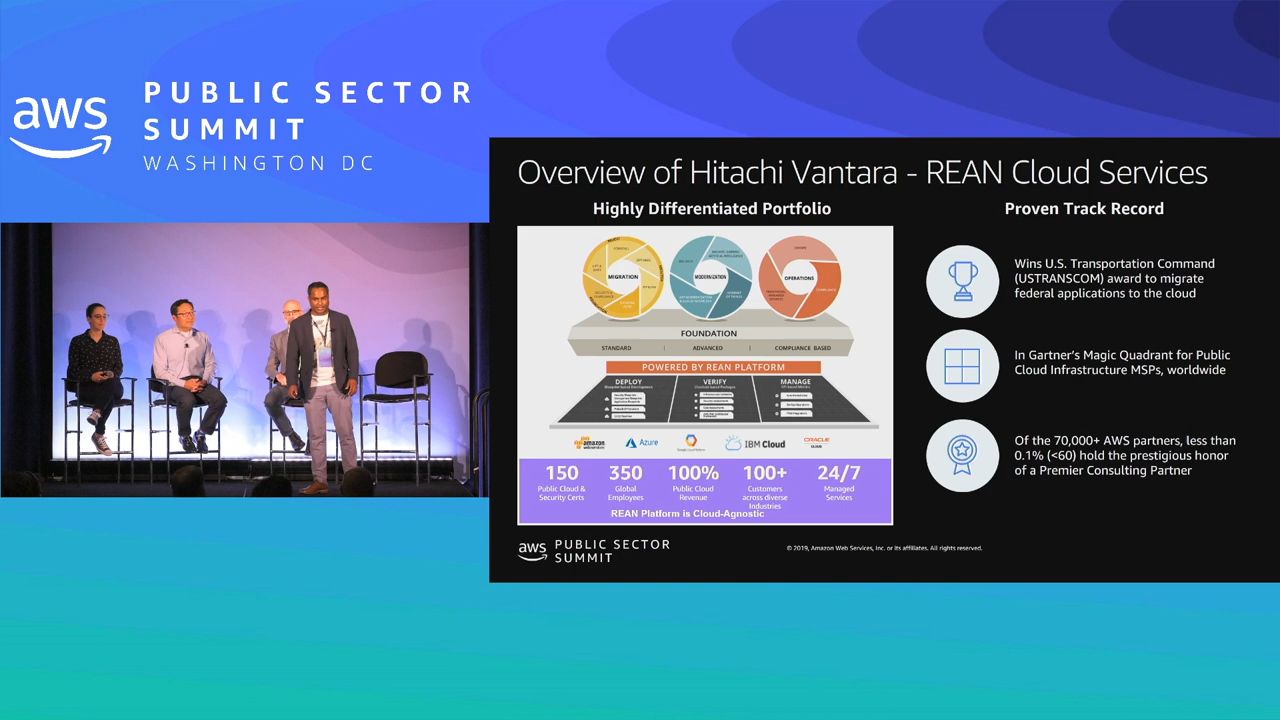 aws
PUBLIC SECTOR
SUMMIT
WASHINGTON DC
Overview of Hitachi Vantara - REAN Cloud Services
Highly Differentiated Portfolio
MIGRATION
MODERNIZATION
OPERATIONS
FOUNDATION
STANDARD | ADVANCED | COMPLIANCE BASED
POWERED BY REAN PLATFORM
DEPLOY VERIFY MANAGE
amazon
Azure
IBM Cloud
ORACLE
150 350 100% 100+ 24/7
Public Cloud & Global Public Cloud Customers Managed
Security Certs Employees Revenue across diverse Services
Industries
REAN Platform is Cloud-Agnostic
Proven Track Record
Wins U.S. Transportation Command
(USTRANSCOM) award to migrate
federal applications to the cloud
In Gartner's Magic Quadrant for Public
Cloud Infrastructure MSPs, worldwide
Of the 70,000+ AWS partners, less than
0.1% (<60) hold the prestigious honor
of a Premier Consulting Partner
aws
PUBLIC SECTOR
SUMMIT
© 2019, Amazon Web Services, Inc. or its affiliates. All rights reserved.